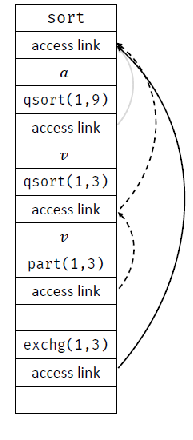 sort
access link
a
qsort(1,9)
access link
v
qsort(1,3)
access link
v
part(1,3)
access link
exchg(1,3)
access link